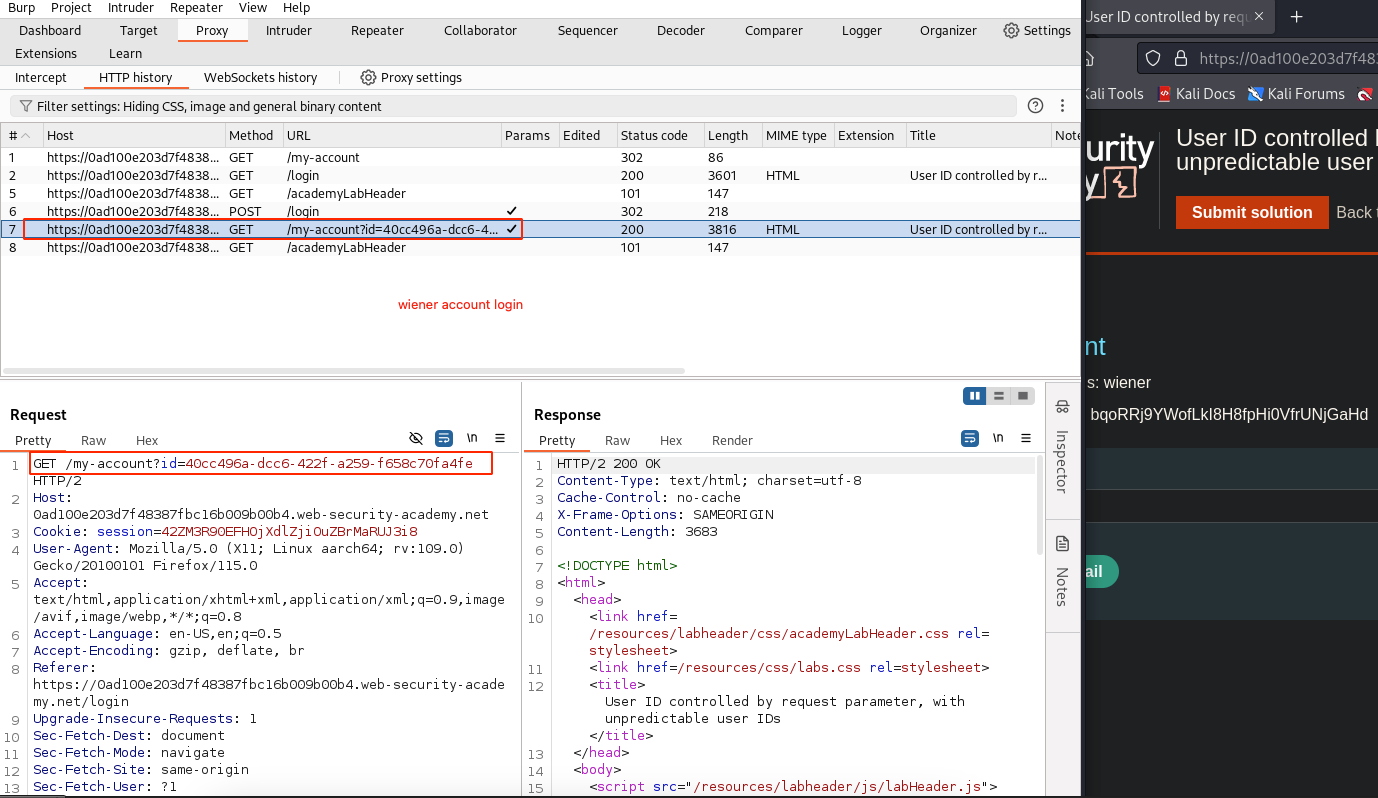 Burp Project Intruder Repeater View Help
Dashboard Target Proxy Intruder Repeater Collaborator Sequencer Decoder Comparer Logger Organizer Settings
Extensions Learn
Intercept HTTP history WebSockets history Proxy settings
Filter settings: Hiding CSS, image and general binary content
# Host Method URL Params Edited Status code Length MIME type Extension Title Note
1 https://0ad100e203d7f4838... GET /my-account 302 86
2 https://0ad100e203d7f4838... GET /login 200 3601 HTML User ID controlled by r...
5 https://0ad100e203d7f4838... GET /academyLabHeader 101 147
6 https://0ad100e203d7f4838... POST /login ✓ 302 218
7 https://0ad100e203d7f4838... GET /my-account?id=40cc496a-dcc6-4... ✓ 200 3816 HTML User ID controlled by r...
8 https://0ad100e203d7f4838... GET /academyLabHeader 101 147
wiener account login
Request
Pretty Raw Hex \n
1 GET /my-account?id=40cc496a-dcc6-422f-a259-f658c70fa4fe
HTTP/2
2 Host:
0ad100e203d7f48387fbc16b009b00b4.web-security-academy.net
3 Cookie: session=42ZM3R90EFHOjXdlZjiOuZBrMaRUJ3i8
4 User-Agent: Mozilla/5.0 (X11; Linux aarch64; rv:109.0)
Gecko/20100101 Firefox/115.0
5 Accept:
text/html,application/xhtml+xml,application/xml;q=0.9,image
/avif,image/webp,*/*;q=0.8
6 Accept-Language: en-US,en;q=0.5
7 Accept-Encoding: gzip, deflate, br
8 Referer:
https://0ad100e203d7f48387fbc16b009b00b4.web-security-acade
my.net/login
9 Upgrade-Insecure-Requests: 1
10 Sec-Fetch-Dest: document
11 Sec-Fetch-Mode: navigate
12 Sec-Fetch-Site: same-origin
13 Sec-Fetch-User: ?1
Response
Pretty Raw Hex Render \n
1 HTTP/2 200 OK
2 Content-Type: text/html; charset=utf-8
3 Cache-Control: no-cache
4 X-Frame-Options: SAMEORIGIN
5 Content-Length: 3683
6
7 <!DOCTYPE html>
8 <html>
9 <head>
10 <link href=
/resources/labheader/css/academyLabHeader.css rel=
stylesheet>
11 <link href=/resources/css/labs.css rel=stylesheet>
12 <title>
User ID controlled by request parameter, with
unpredictable user IDs
</title>
13 </head>
14 <body>
15 <script src="/resources/labheader/js/labHeader.js">
Inspector
Notes
User ID controlled by requ
https://0ad100e203d7f483
Kali Tools Kali Docs Kali Forums
urity
y
User ID controlled
unpredictable user
Submit solution Back t
nt
s: wiener
bqoRRj9YWofLkI8H8fpHi0VfrUNjGaHd
ail